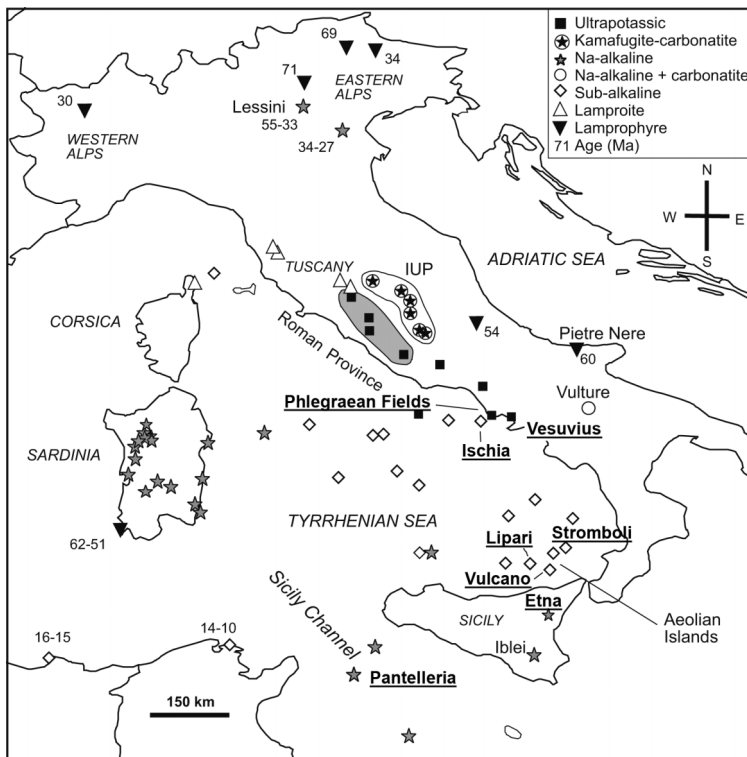 Ultrapotassic
Kamafugite-carbonatite
Na-alkaline
Na-alkaline + carbonatite
Sub-alkaline
Lamproite
Lamprophyre
71 Age (Ma)
69
34
71
EASTERN
ALPS
30
Lessini
55-33
WESTERN
ALPS
34-27
N
W E
S
TUSCANY
IUP
ADRIATIC SEA
CORSICA
Roman Province
54
Pietre Nere
60
Vulture
Phlegraean Fields
Vesuvius
Ischia
SARDINIA
TYRRHENIAN SEA
62-51
Stromboli
Lipari
Vulcano
Etna
Aeolian
Islands
Sicily Channel
SICILY
16-15
14-10
Iblei
Pantelleria
150 km